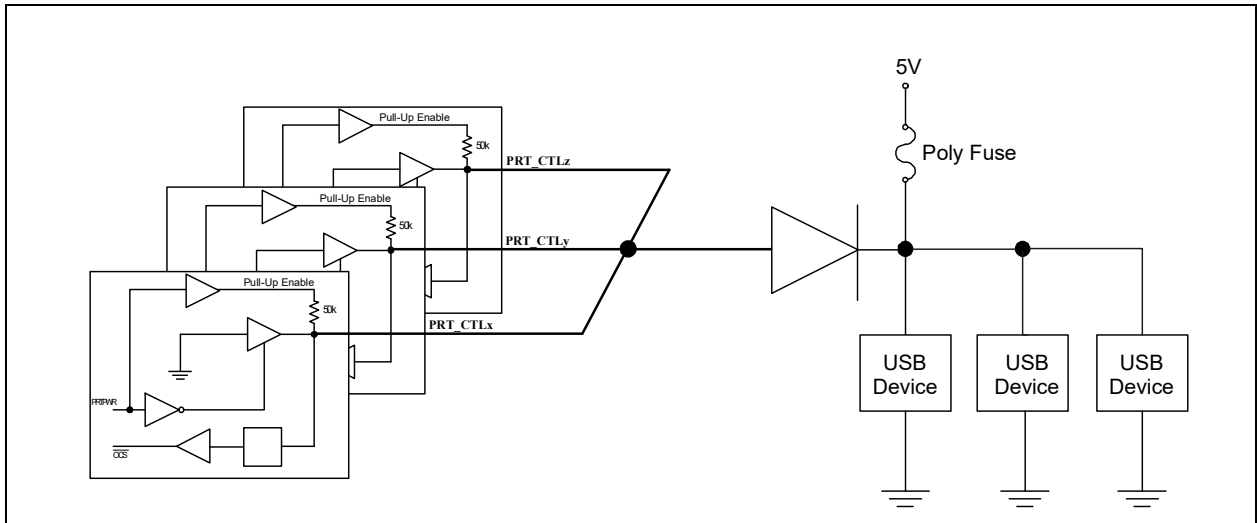 5V
Poly Fuse
Pull-Up Enable
50k
PRT_CTLz
Pull-Up Enable
50k
PRT_CTLy
Pull-Up Enable
50k
PRT_CTLx
PRTPWR
OCS
USB
Device
USB
Device
USB
Device